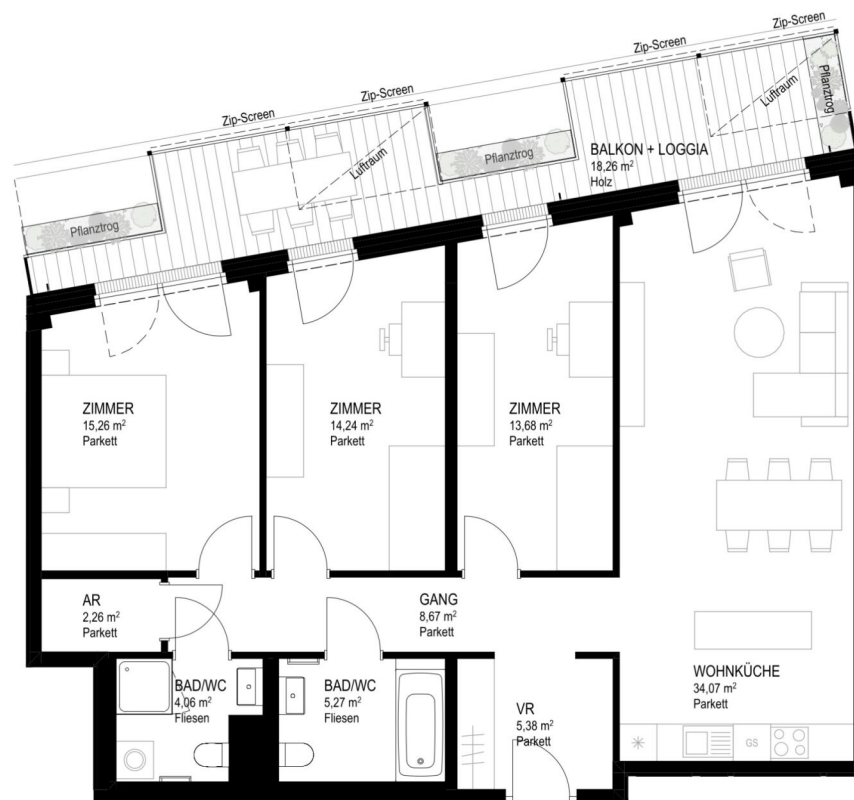 Zip-Screen
Zip-Screen
Zip-Screen
Zip-Screen
Luftraum
Pflanztrog
Luftraum
Pflanztrog
Pflanztrog
BALKON + LOGGIA
18,26 m²
Holz
ZIMMER
15,26 m²
Parkett
ZIMMER
14,24 m²
Parkett
ZIMMER
13,68 m²
Parkett
AR
2,26 m²
Parkett
GANG
8,67 m²
Parkett
BAD/WC
4,06 m²
Fliesen
BAD/WC
5,27 m²
Fliesen
VR
5,38 m²
Parkett
WOHNKÜCHE
34,07 m²
Parkett
GS